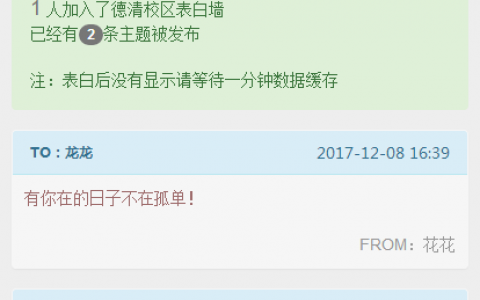 1 人加入了德清校区表白墙
已经有2条主题被发布
注：表白后没有显示请等待一分钟数据缓存
TO：龙龙
2017-12-08 16:39
有你在的日子不在孤单！
FROM：花花